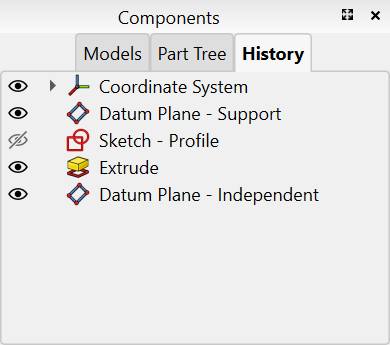 Components
Models Part Tree History
Coordinate System
Datum Plane - Support
Sketch - Profile
Extrude
Datum Plane - Independent